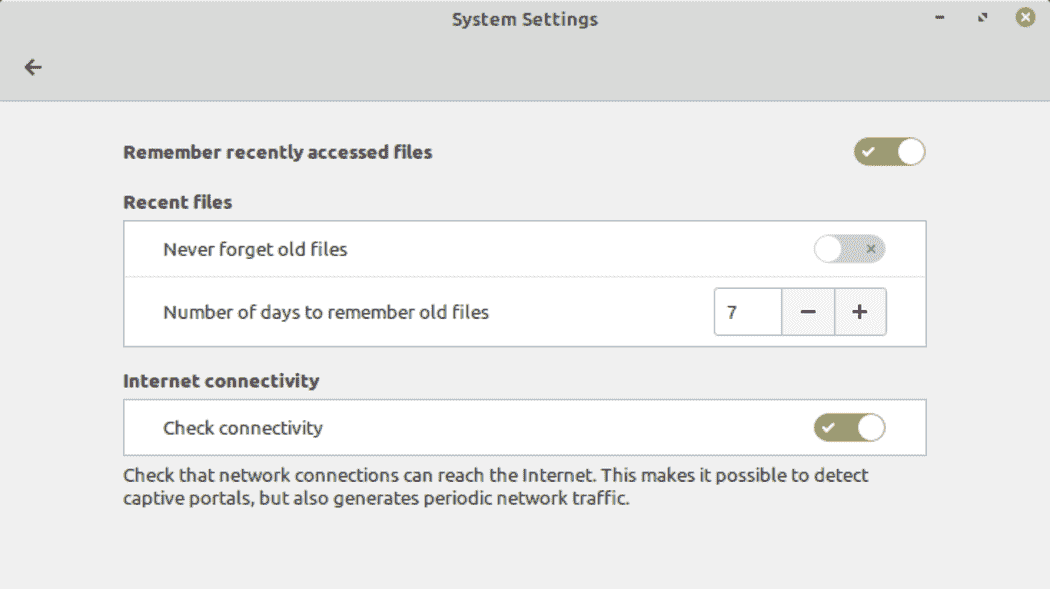 System Settings
Remember recently accessed files
Recent files
Never forget old files
Number of days to remember old files 7
Internet connectivity
Check connectivity
Check that network connections can reach the Internet. This makes it possible to detect
captive portals, but also generates periodic network traffic.